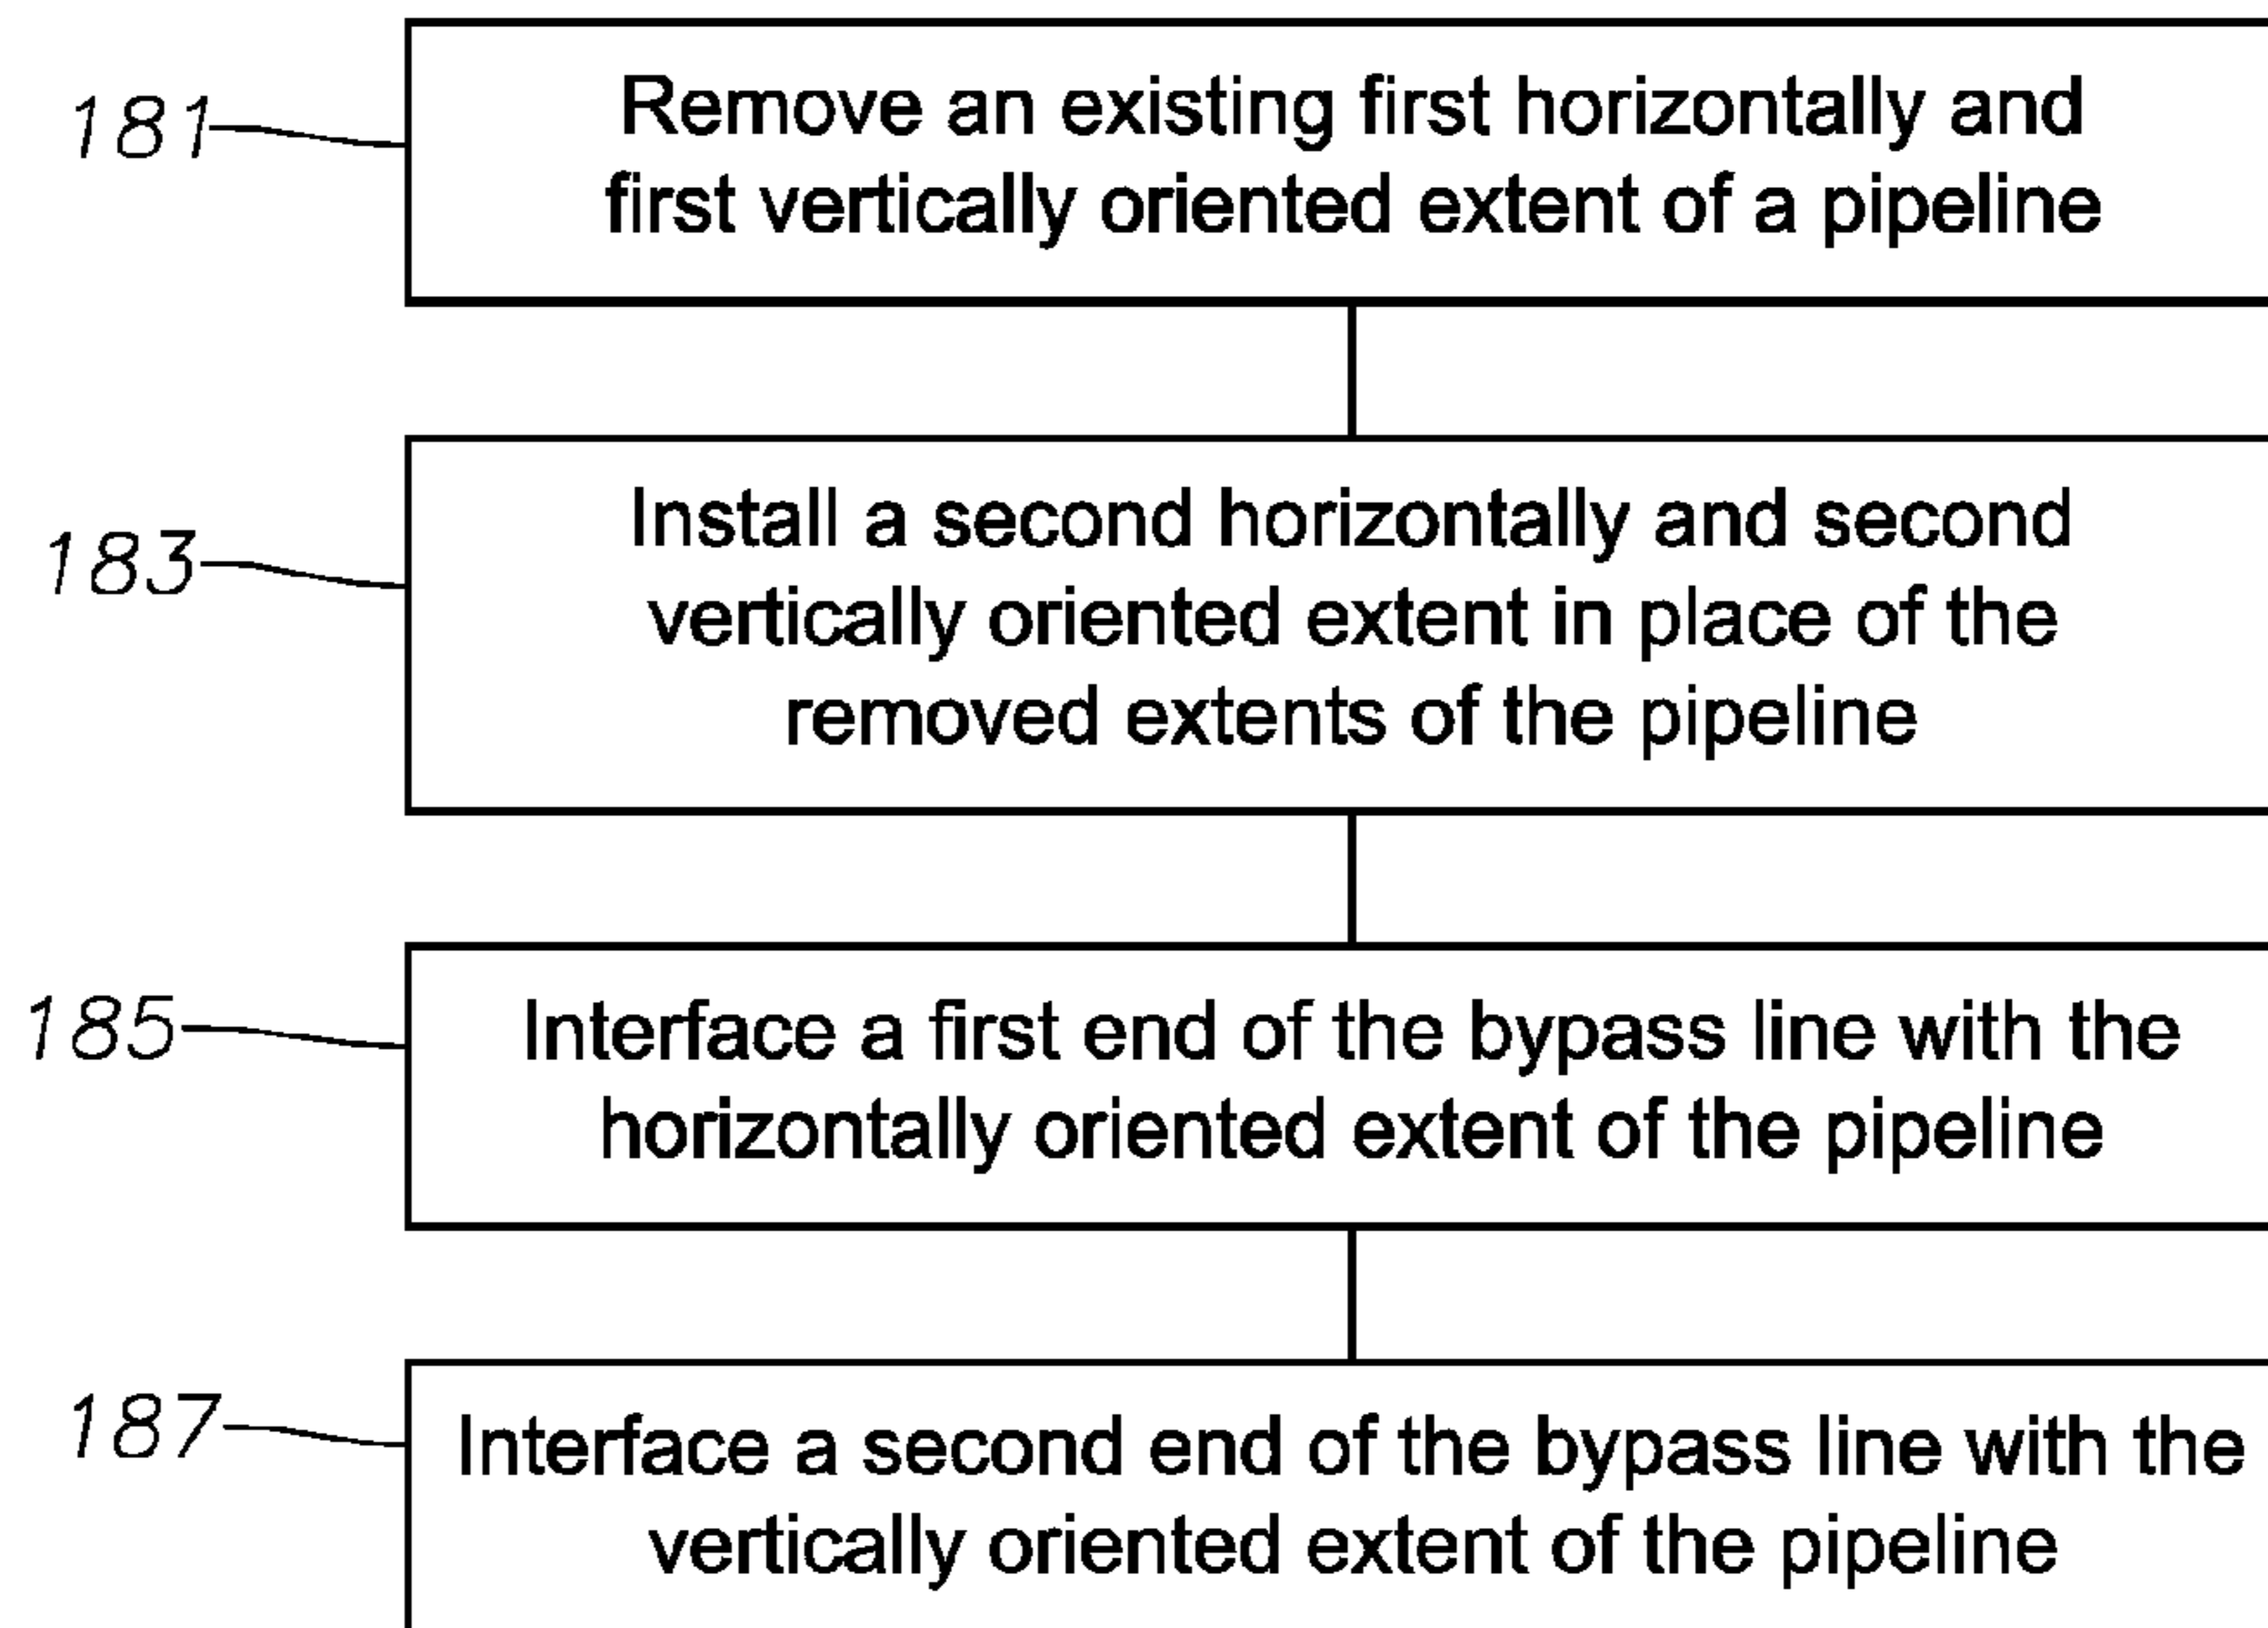 181
Remove an existing first horizontally and
first vertically oriented extent of a pipeline
183
Install a second horizontally and second
vertically oriented extent in place of the
removed extents of the pipeline
185
Interface a first end of the bypass line with the
horizontally oriented extent of the pipeline
187
Interface a second end of the bypass line with the
vertically oriented extent of the pipeline